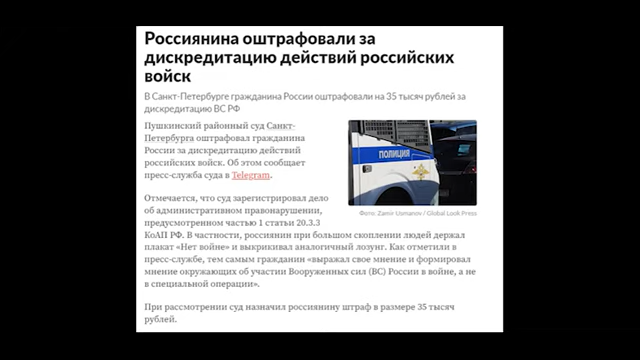 Россиянина оштрафовали за
дискредитацию действий российских
войск
В Санкт-Петербурге гражданина России оштрафовали на 35 тысяч рублей за
дискредитацию ВС РФ
Пушкинский районный суд Санкт-
Петербурга оштрафовал гражданина
России за дискредитацию действий
российских войск. Об этом сообщает
пресс-служба суда в Telegram.
ПОЛИЦИЯ
Фото: Zamir Usmanov / Global Look Press
Отмечается, что суд зарегистрировал дело
об административном правонарушении,
предусмотренном частью 1 статьи 20.3.3
КоАП РФ. В частности, россиянин при большом скоплении людей держал
плакат «Нет войне» и выкрикивал аналогичный лозунг. Как отметили в
пресс-службе, тем самым гражданин «выражал свое мнение и формировал
мнение окружающих об участии Вооруженных сил (ВС) России в войне, а не
в специальной операции».
При рассмотрении суд назначил россиянину штраф в размере 35 тысяч
рублей.